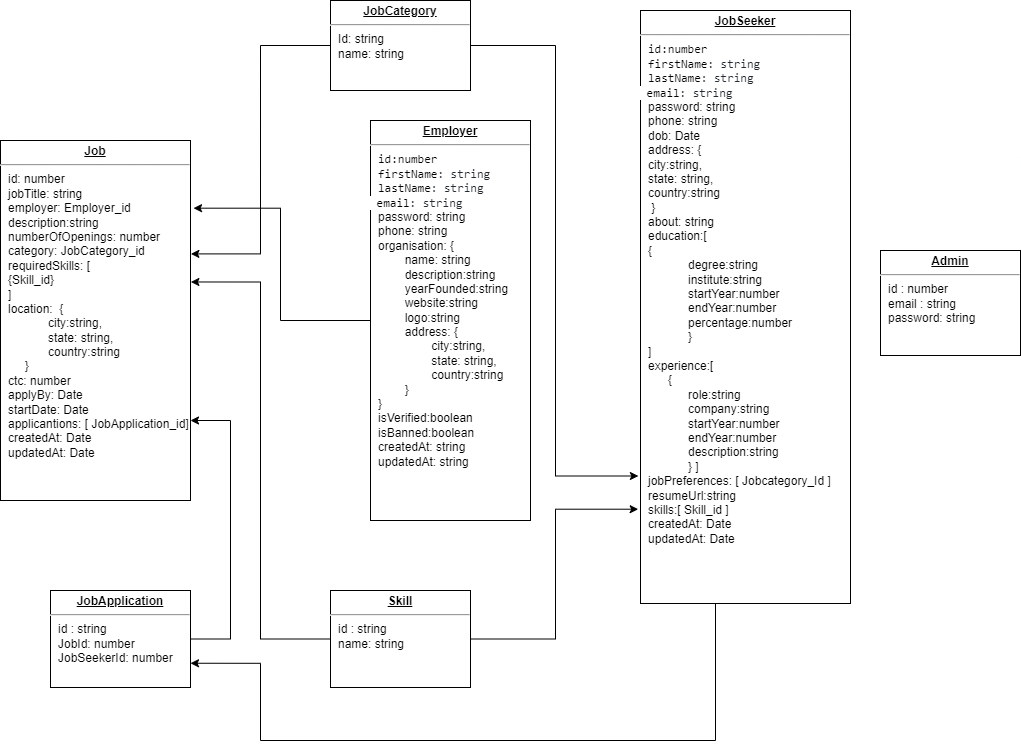 JobCategory
Id: string
name: string
JobSeeker
id:number
firstName: string
lastName: string
email: string
password: string
phone: string
dob: Date
address: {
city:string,
state: string,
country:string
}
about: string
education:[
{
degree:string
institute:string
startYear:number
endYear:number
percentage:number
}
]
experience:[
{
role:string
company:string
startYear:number
endYear:number
description:string
} ]
jobPreferences: [ Jobcategory_Id ]
resumeUrl:string
skills:[ Skill_id ]
createdAt: Date
updatedAt: Date
Employer
id:number
firstName: string
lastName: string
email: string
password: string
phone: string
organisation: {
name: string
description:string
yearFounded:string
website:string
logo:string
address: {
city:string,
state: string,
country:string
}
}
isVerified:boolean
isBanned:boolean
createdAt: string
updatedAt: string
Job
id: number
jobTitle: string
employer: Employer_id
description:string
numberOfOpenings: number
category: JobCategory_id
requiredSkills: [
{Skill_id}
]
location: {
city:string,
state: string,
country:string
}
ctc: number
applyBy: Date
startDate: Date
applicantions: [ JobApplication_id]
createdAt: Date
updatedAt: Date
Admin
id : number
email : string
password: string
JobApplication
id : string
JobId: number
JobSeekerId: number
Skill
id : string
name: string